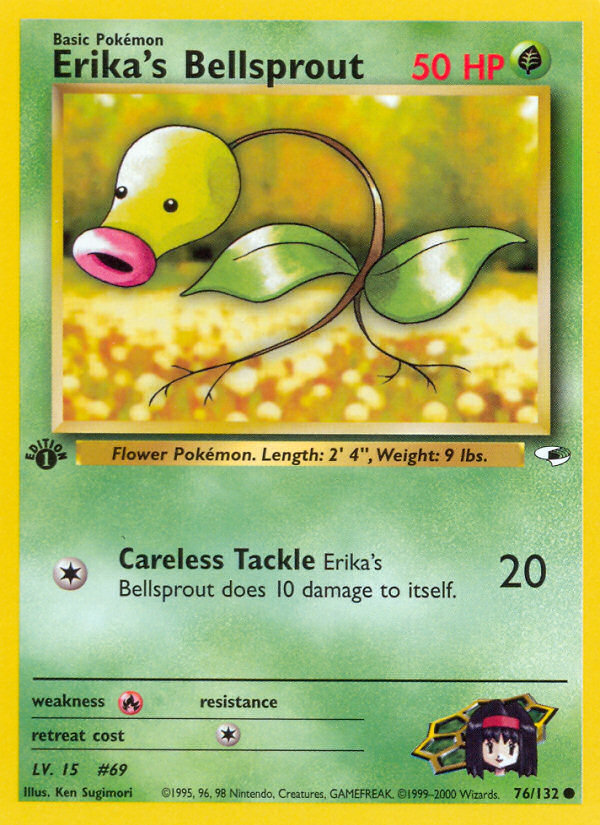 Basic Pokémon
Erika's Bellsprout 50 HP
EDITION
1
Flower Pokémon. Length: 2' 4", Weight: 9 lbs.
Careless Tackle Erika's 20
Bellsprout does 10 damage to itself.
weakness resistance
retreat cost
LV. 15 #69
Illus. Ken Sugimori ©1995, 96, 98 Nintendo, Creatures, GAMEFREAK. ©1999-2000 Wizards. 76/132